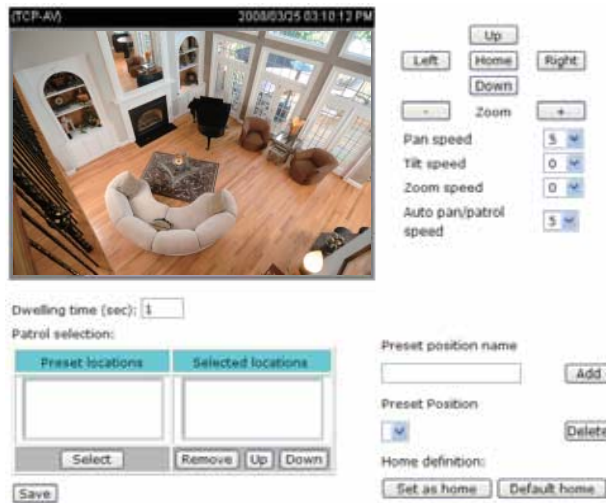 (TCP-AV) 2008/03/25 03:10:13 PM
Up
Left Home Right
Down
- Zoom +
Pan speed 5
Tilt speed 0
Zoom speed 0
Auto pan/patrol speed 5
Dwelling time (sec): 1
Patrol selection:
Preset locations Selected locations
Select Remove Up Down
Save
Preset position name
Add
Preset Position
Delete
Home definition:
Set as home Default home